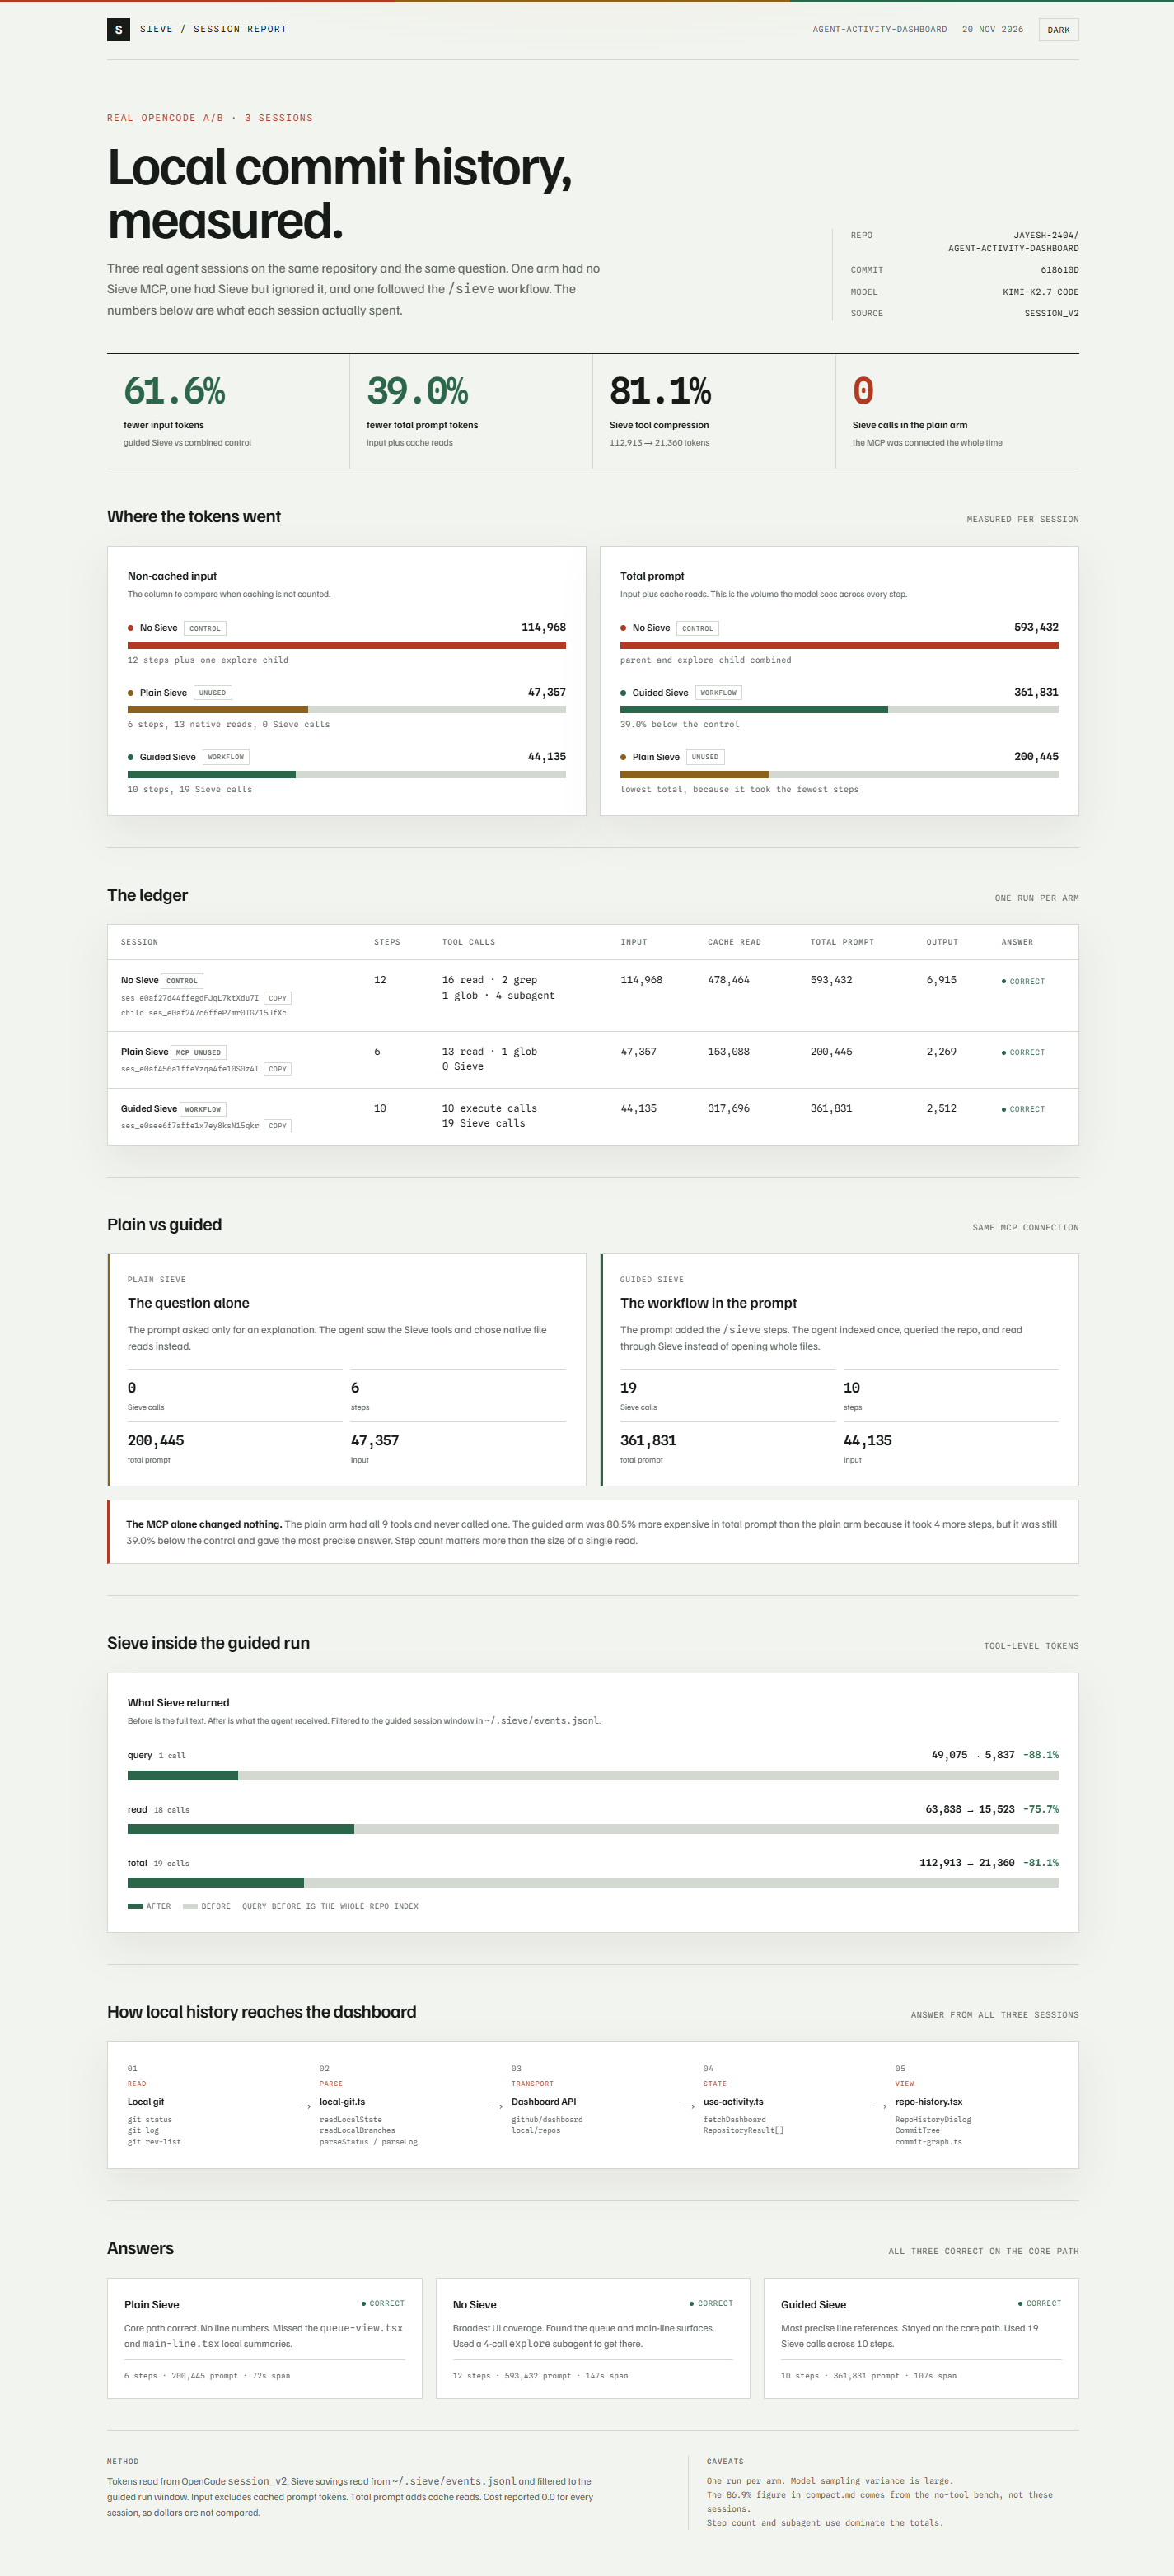 S SIEVE / SESSION REPORT
AGENT-ACTIVITY-DASHBOARD 20 NOV 2026 DARK
REAL OPENCODE A/B · 3 SESSIONS
Local commit history,
measured.
Three real agent sessions on the same repository and the same question. One arm had no
Sieve MCP, one had Sieve but ignored it, and one followed the /sieve workflow. The
numbers below are what each session actually spent.
REPO JAYESH-2404/
AGENT-ACTIVITY-DASHBOARD
COMMIT 618610D
MODEL KIMI-K2.7-CODE
SOURCE SESSION_V2
61.6%
fewer input tokens
guided Sieve vs combined control
39.0%
fewer total prompt tokens
input plus cache reads
81.1%
Sieve tool compression
112,913 → 21,360 tokens
0
Sieve calls in the plain arm
the MCP was connected the whole time
Where the tokens went
MEASURED PER SESSION
Non-cached input
The column to compare when caching is not counted.
No Sieve CONTROL 114,968
12 steps plus one explore child
Plain Sieve UNUSED 47,357
6 steps, 13 native reads, 0 Sieve calls
Guided Sieve WORKFLOW 44,135
10 steps, 19 Sieve calls
Total prompt
Input plus cache reads. This is the volume the model sees across every step.
No Sieve CONTROL 593,432
parent and explore child combined
Guided Sieve WORKFLOW 361,831
39.0% below the control
Plain Sieve UNUSED 200,445
lowest total, because it took the fewest steps
The ledger
ONE RUN PER ARM
SESSION STEPS TOOL CALLS INPUT CACHE READ TOTAL PROMPT OUTPUT ANSWER
No Sieve CONTROL 12 16 read · 2 grep 114,968 478,464 593,432 6,915 CORRECT
1 glob · 4 subagent
ses_e0af27d44ffegdFJqL7ktXdu7I COPY
child ses_e0af247c6ffePZmr0TGZ15JfXc
Plain Sieve MCP UNUSED 6 13 read · 1 glob 47,357 153,088 200,445 2,269 CORRECT
0 Sieve
ses_e0af456a1ffeYzqa4fe10S0z4I COPY
Guided Sieve WORKFLOW 10 10 execute calls 44,135 317,696 361,831 2,512 CORRECT
19 Sieve calls
ses_e0aee6f7affe1x7ey8ksN15qkr COPY
Plain vs guided
SAME MCP CONNECTION
PLAIN SIEVE
The question alone
The prompt asked only for an explanation. The agent saw the Sieve tools and chose native file
reads instead.
0 6
Sieve calls steps
200,445 47,357
total prompt input
GUIDED SIEVE
The workflow in the prompt
The prompt added the /sieve steps. The agent indexed once, queried the repo, and read
through Sieve instead of opening whole files.
19 10
Sieve calls steps
361,831 44,135
total prompt input
The MCP alone changed nothing. The plain arm had all 9 tools and never called one. The guided arm was 80.5% more expensive in total prompt than the plain arm because it took 4 more steps, but it was still
39.0% below the control and gave the most precise answer. Step count matters more than the size of a single read.
Sieve inside the guided run
TOOL-LEVEL TOKENS
What Sieve returned
Before is the full text. After is what the agent received. Filtered to the guided session window in ~/.sieve/events.jsonl.
query 1 call 49,075 → 5,837 -88.1%
read 18 calls 63,838 → 15,523 -75.7%
total 19 calls 112,913 → 21,360 -81.1%
AFTER BEFORE QUERY BEFORE IS THE WHOLE-REPO INDEX
How local history reaches the dashboard
ANSWER FROM ALL THREE SESSIONS
01
READ
Local git
git status
git log
git rev-list
→
02
PARSE
local-git.ts
readLocalState
readLocalBranches
parseStatus / parseLog
→
03
TRANSPORT
Dashboard API
github/dashboard
local/repos
→
04
STATE
use-activity.ts
fetchDashboard
RepositoryResult[]
→
05
VIEW
repo-history.tsx
RepoHistoryDialog
CommitTree
commit-graph.ts
Answers
ALL THREE CORRECT ON THE CORE PATH
Plain Sieve CORRECT
Core path correct. No line numbers. Missed the queue-view.tsx
and main-line.tsx local summaries.
6 steps · 200,445 prompt · 72s span
No Sieve CORRECT
Broadest UI coverage. Found the queue and main-line surfaces.
Used a 4-call explore subagent to get there.
12 steps · 593,432 prompt · 147s span
Guided Sieve CORRECT
Most precise line references. Stayed on the core path. Used 19
Sieve calls across 10 steps.
10 steps · 361,831 prompt · 107s span
METHOD
Tokens read from OpenCode session_v2. Sieve savings read from ~/.sieve/events.jsonl and filtered to the
guided run window. Input excludes cached prompt tokens. Total prompt adds cache reads. Cost reported 0.0 for every
session, so dollars are not compared.
CAVEATS
One run per arm. Model sampling variance is large.
The 86.9% figure in compact.md comes from the no-tool bench, not these
sessions.
Step count and subagent use dominate the totals.